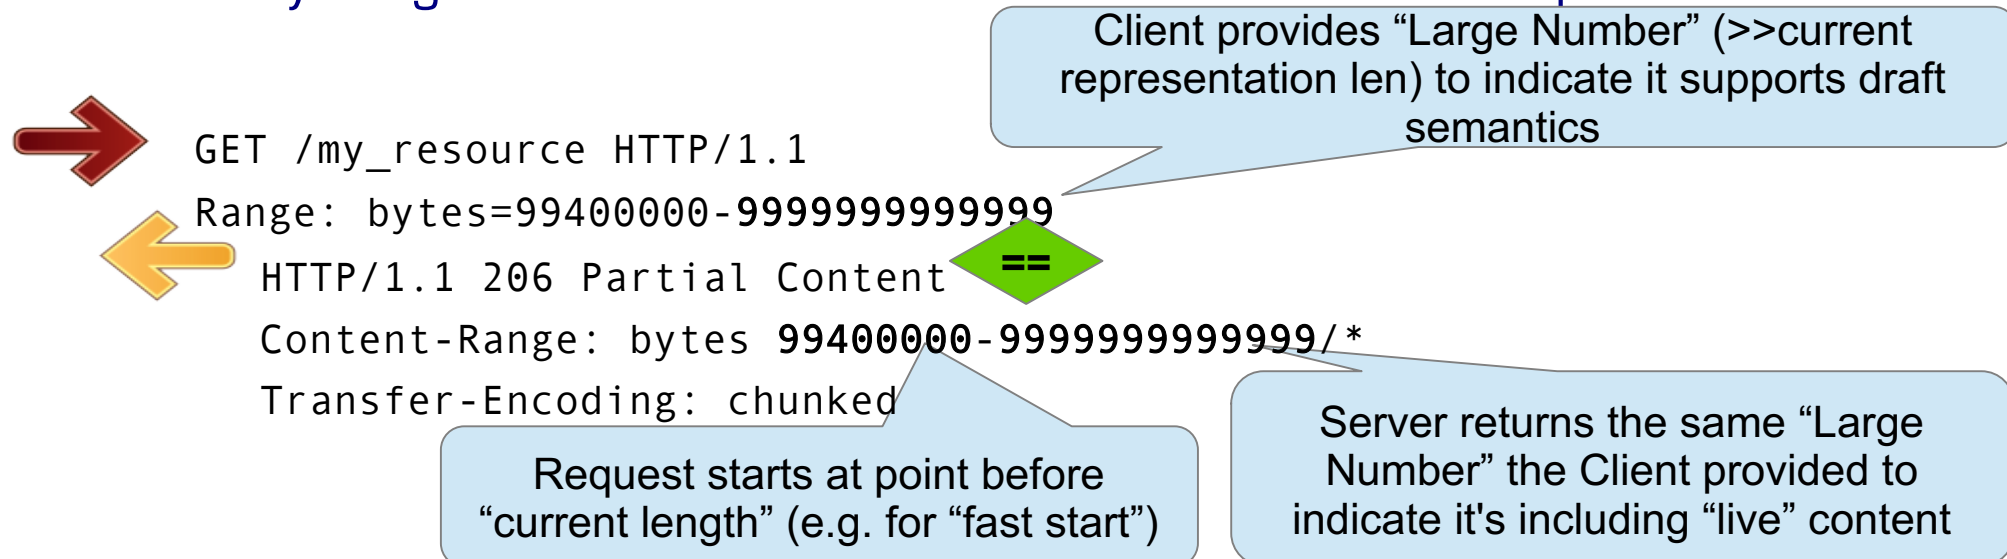 Client provides “Large Number” (>>current
representation len) to indicate it supports draft
semantics
GET /my_resource HTTP/1.1
Range: bytes=99400000-9999999999999
==
HTTP/1.1 206 Partial Content
Content-Range: bytes 99400000-9999999999999/*
Transfer-Encoding: chunked
Request starts at point before
“current length” (e.g. for “fast start”)
Server returns the same “Large
Number” the Client provided to
indicate it's including “live” content